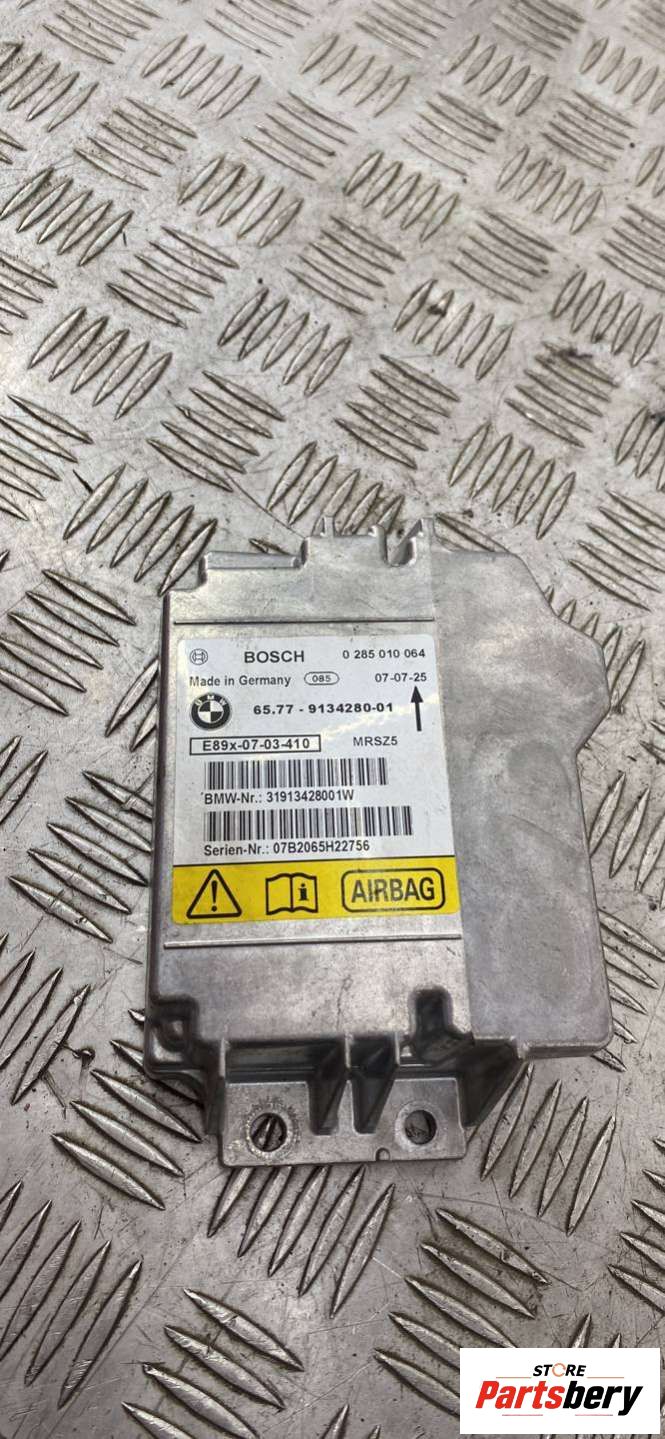 BOSCH 0 285 010 064
Made in Germany 085 07-07-25
BMW 65.77 - 9134280-01
E89x-07-03-410 MRSZ5
BMW-Nr.: 31913428001W
Serien-Nr.: 07B2065H22756
AIRBAG
STORE
Partsbery